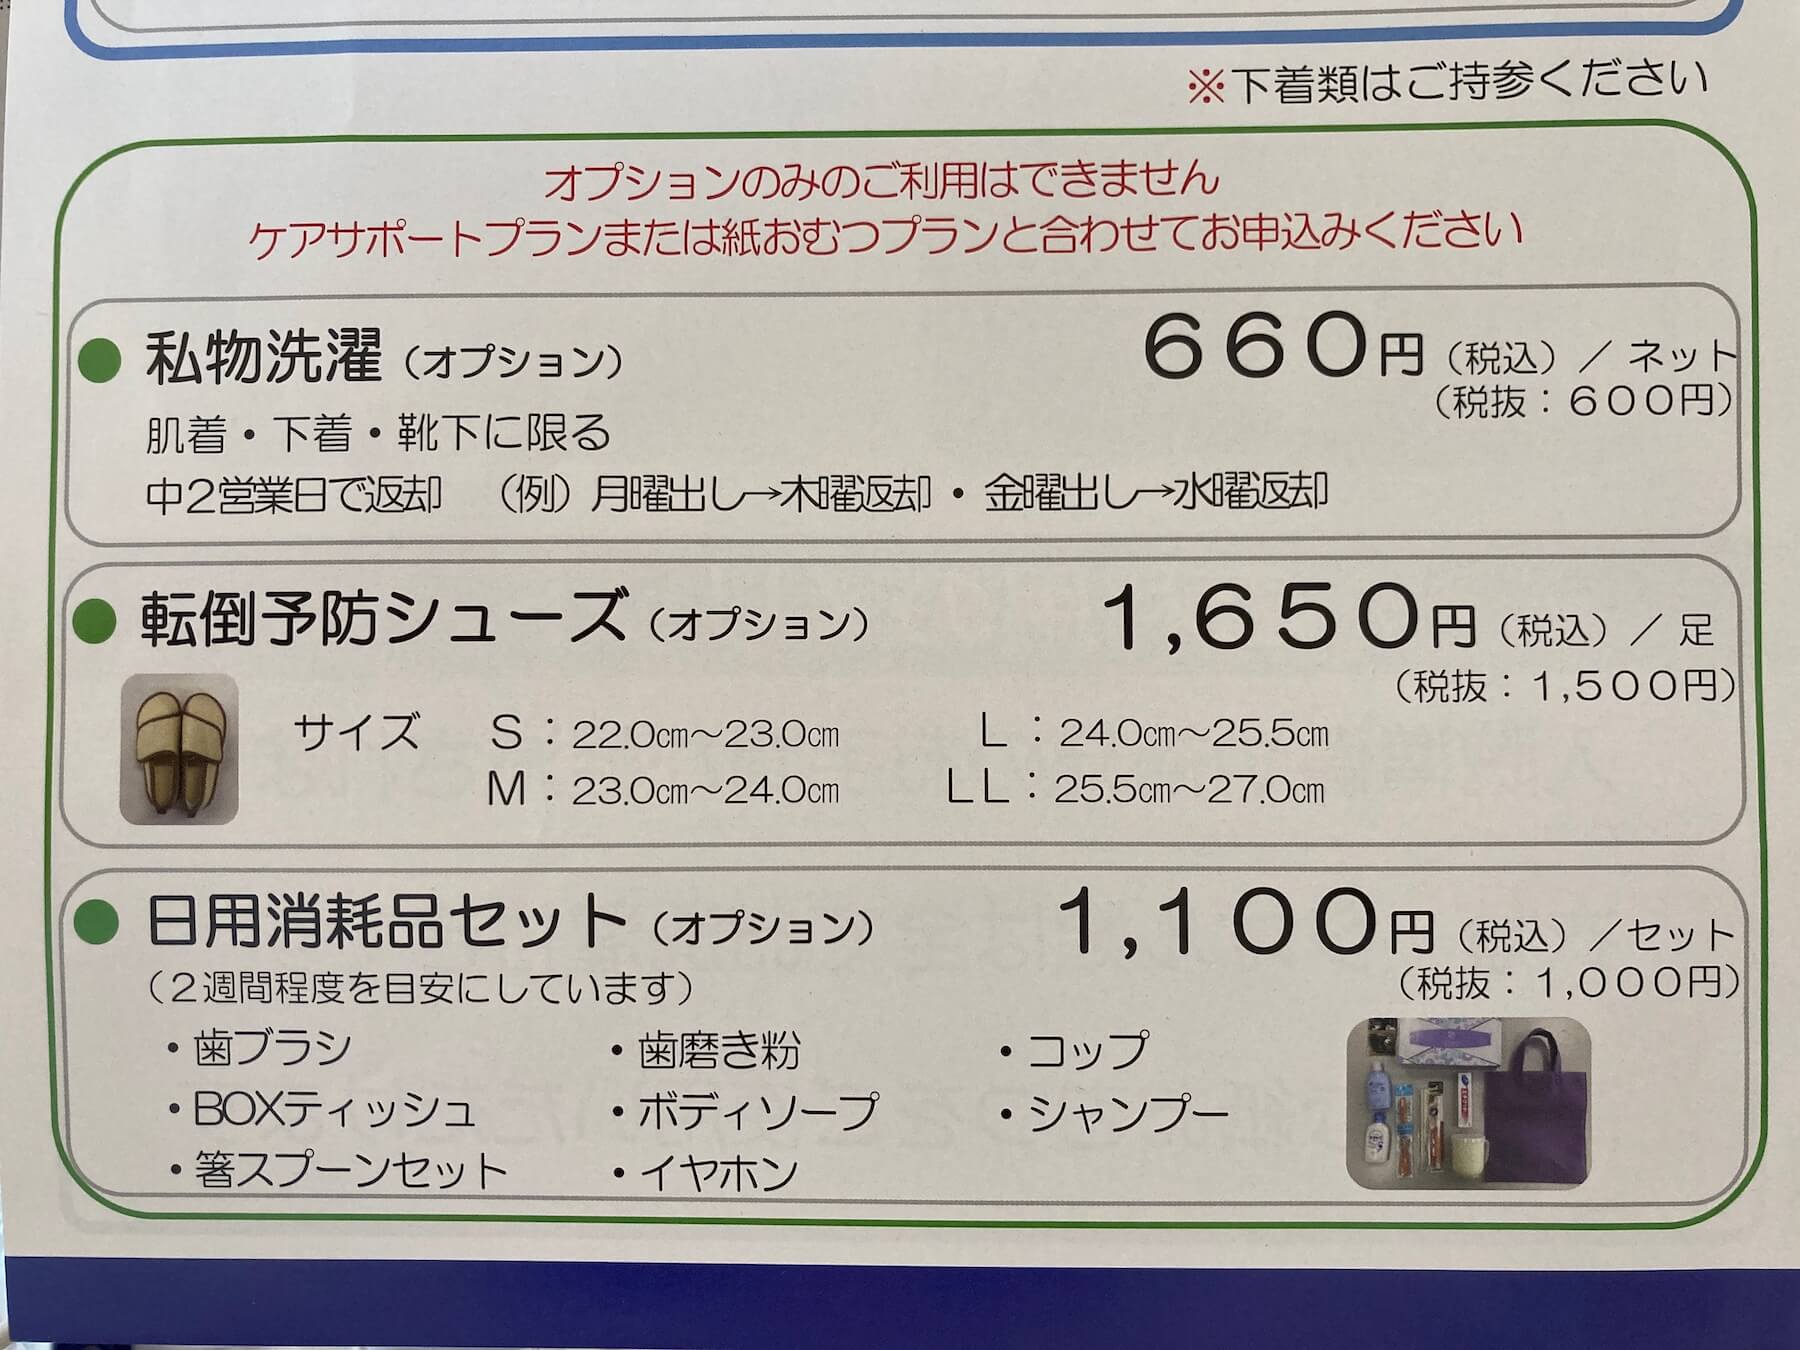 ※下着類はご持参ください
オプションのみのご利用はできません
ケアサポートプランまたは紙おむつプランと合わせてお申込みください
●私物洗濯（オプション） ６６０円（税込）／ ネット
（税抜：６００円）
肌着・下着・靴下に限る
中２営業日で返却 （例）月曜出し→木曜返却・金曜出し→水曜返却
●転倒予防シューズ（オプション） １,６５０円（税込）／ 足
（税抜：１,５００円）
サイズ Ｓ：22.0㎝～23.0㎝ Ｌ：24.0㎝～25.5㎝
Ｍ：23.0㎝～24.0㎝ ＬＬ：25.5㎝～27.0㎝
●日用消耗品セット（オプション） １,１００円（税込）／セット
（２週間程度を目安にしています） （税抜：１,０００円）
・歯ブラシ ・歯磨き粉 ・コップ
・BOXティッシュ ・ボディソープ ・シャンプー
・箸スプーンセット ・イヤホン